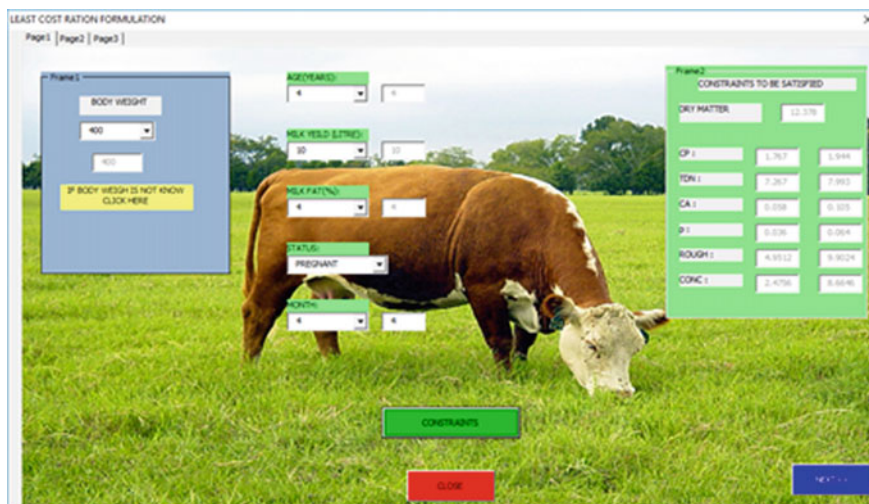 LEAST COST RATION FORMULATION
Page1 Page2 Page3
Frame1
BODY WEIGHT
400
400
IF BODY WEIGH IS NOT KNOW
CLICK HERE
AGE(YEARS):
4 4
MILK YEILD (LITRE):
10 10
MILK FAT(%):
4 4
STATUS:
PREGNANT
MONTH:
4 4
Frame2
CONSTRAINTS TO BE SATISFIED
DRY MATTER 12.378
CP : 1.767 1.944
TDN : 7.267 7.993
CA : 0.058 0.105
p : 0.036 0.064
ROUGH : 4.9512 9.9024
CONC : 2.4756 8.6646
CONSTRAINTS
CLOSE
NEXT